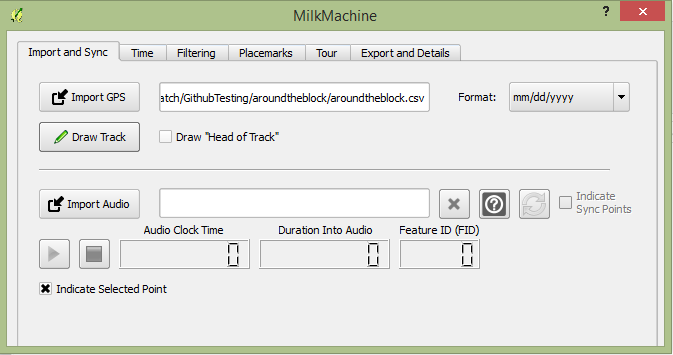 MilkMachine
?
Import and Sync Time Filtering Placemarks Tour Export and Details
Import GPS atch/GithubTesting/aroundtheblock/aroundtheblock.csv Format: mm/dd/yyyy
Draw Track Draw "Head of Track"
Import Audio ? Indicate
Sync Points
Audio Clock Time Duration Into Audio Feature ID (FID)
0 0 0
Indicate Selected Point